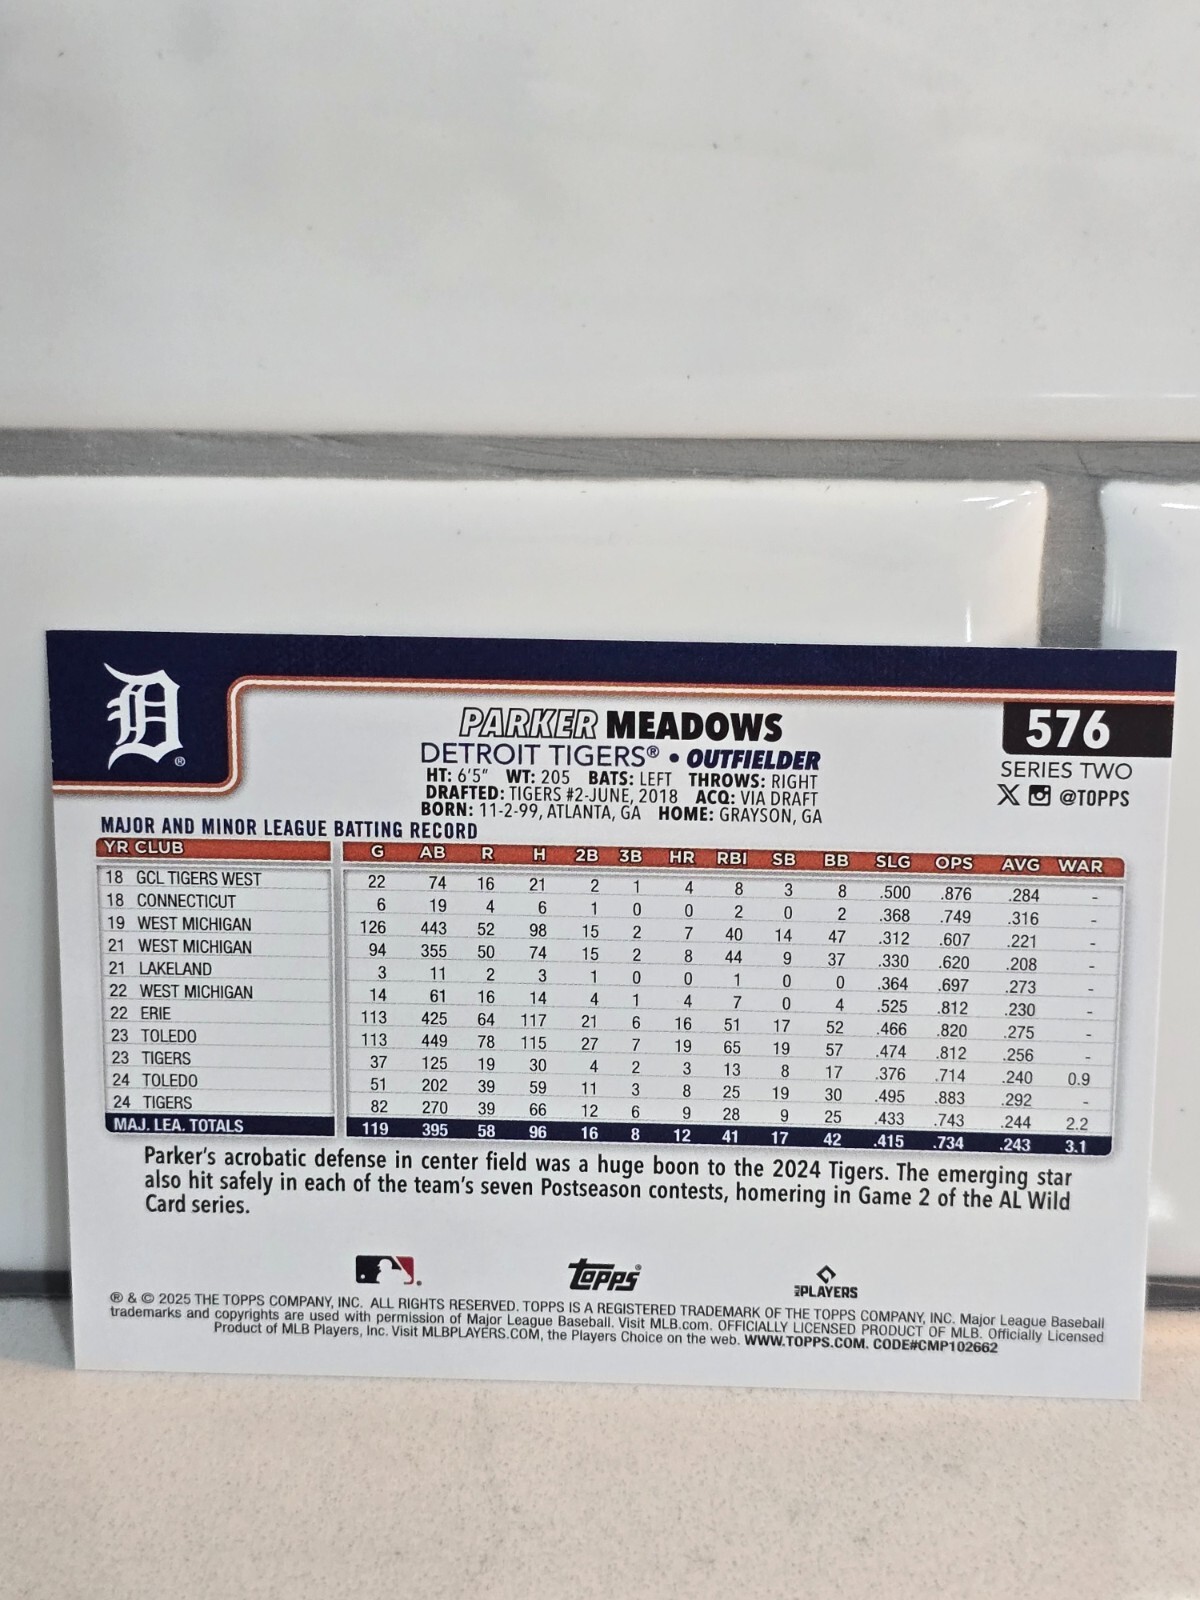 D ®
PARKER MEADOWS
DETROIT TIGERS® • OUTFIELDER
HT: 6'5" WT: 205 BATS: LEFT THROWS: RIGHT
DRAFTED: TIGERS #2-JUNE, 2018 ACQ: VIA DRAFT
BORN: 11-2-99, ATLANTA, GA HOME: GRAYSON, GA
576
SERIES TWO
X @TOPPS
MAJOR AND MINOR LEAGUE BATTING RECORD
YR CLUB G AB R H 2B 3B HR RBI SB BB SLG OPS AVG WAR
18 GCL TIGERS WEST 22 74 16 21 2 1 4 8 3 8 .500 .876 .284 -
18 CONNECTICUT 6 19 4 6 1 0 0 2 0 2 .368 .749 .316 -
19 WEST MICHIGAN 126 443 52 98 15 2 7 40 14 47 .312 .607 .221 -
21 WEST MICHIGAN 94 355 50 74 15 2 8 44 9 37 .330 .620 .208 -
21 LAKELAND 3 11 2 3 1 0 0 1 0 0 .364 .697 .273 -
22 WEST MICHIGAN 14 61 16 14 4 1 4 7 0 4 .525 .812 .230 -
22 ERIE 113 425 64 117 21 6 16 51 17 52 .466 .820 .275 -
23 TOLEDO 113 449 78 115 27 7 19 65 19 57 .474 .812 .256 -
23 TIGERS 37 125 19 30 4 2 3 13 8 17 .376 .714 .240 0.9
24 TOLEDO 51 202 39 59 11 3 8 25 19 30 .495 .883 .292 -
24 TIGERS 82 270 39 66 12 6 9 28 9 25 .433 .743 .244 2.2
MAJ. LEA. TOTALS 119 395 58 96 16 8 12 41 17 42 .415 .734 .243 3.1
Parker's acrobatic defense in center field was a huge boon to the 2024 Tigers. The emerging star
also hit safely in each of the team's seven Postseason contests, homering in Game 2 of the AL Wild
Card series.
topps® MLB PLAYERS
® & © 2025 THE TOPPS COMPANY, INC. ALL RIGHTS RESERVED. TOPPS IS A REGISTERED TRADEMARK OF THE TOPPS COMPANY, INC. Major League Baseball
trademarks and copyrights are used with permission of Major League Baseball. Visit MLB.com. OFFICIALLY LICENSED PRODUCT OF MLB. Officially Licensed
Product of MLB Players, Inc. Visit MLBPLAYERS.COM, the Players Choice on the web. WWW.TOPPS.COM. CODE#CMP102662